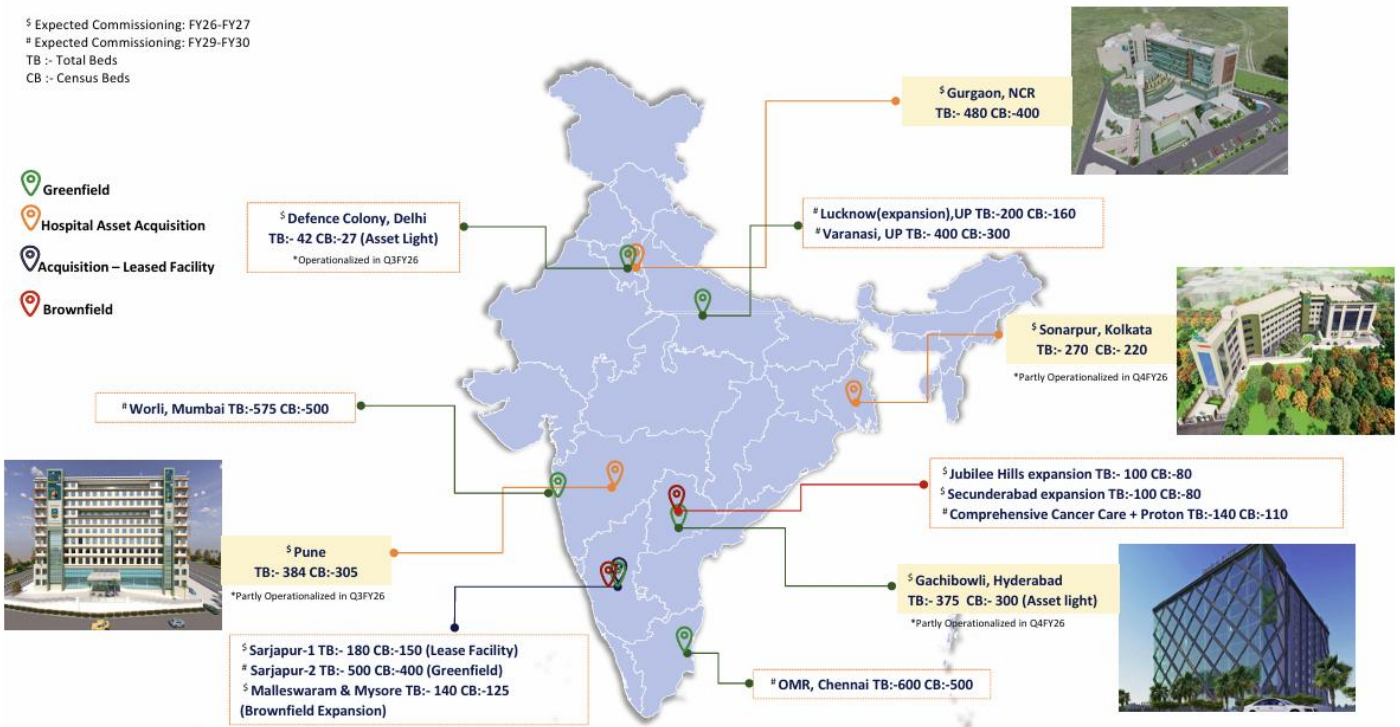 $ Expected Commissioning: FY26-FY27
# Expected Commissioning: FY29-FY30
TB :- Total Beds
CB :- Census Beds
Greenfield
Hospital Asset Acquisition
Acquisition – Leased Facility
Brownfield
$ Gurgaon, NCR
TB:- 480 CB:-400
$ Defence Colony, Delhi
TB:- 42 CB:-27 (Asset Light)
*Operationalized in Q3FY26
# Lucknow(expansion),UP TB:-200 CB:-160
# Varanasi, UP TB:- 400 CB:-300
$ Sonarpur, Kolkata
TB:- 270 CB:- 220
*Partly Operationalized in Q4FY26
# Worli, Mumbai TB:-575 CB:-500
$ Jubilee Hills expansion TB:- 100 CB:-80
$ Secunderabad expansion TB:-100 CB:-80
# Comprehensive Cancer Care + Proton TB:-140 CB:-110
$ Pune
TB:- 384 CB:-305
*Partly Operationalized in Q3FY26
$ Gachibowli, Hyderabad
TB:- 375 CB:- 300 (Asset light)
*Partly Operationalized in Q4FY26
$ Sarjapur-1 TB:- 180 CB:-150 (Lease Facility)
# Sarjapur-2 TB:- 500 CB:-400 (Greenfield)
$ Malleswaram & Mysore TB:- 140 CB:-125
(Brownfield Expansion)
# OMR, Chennai TB:-600 CB:-500